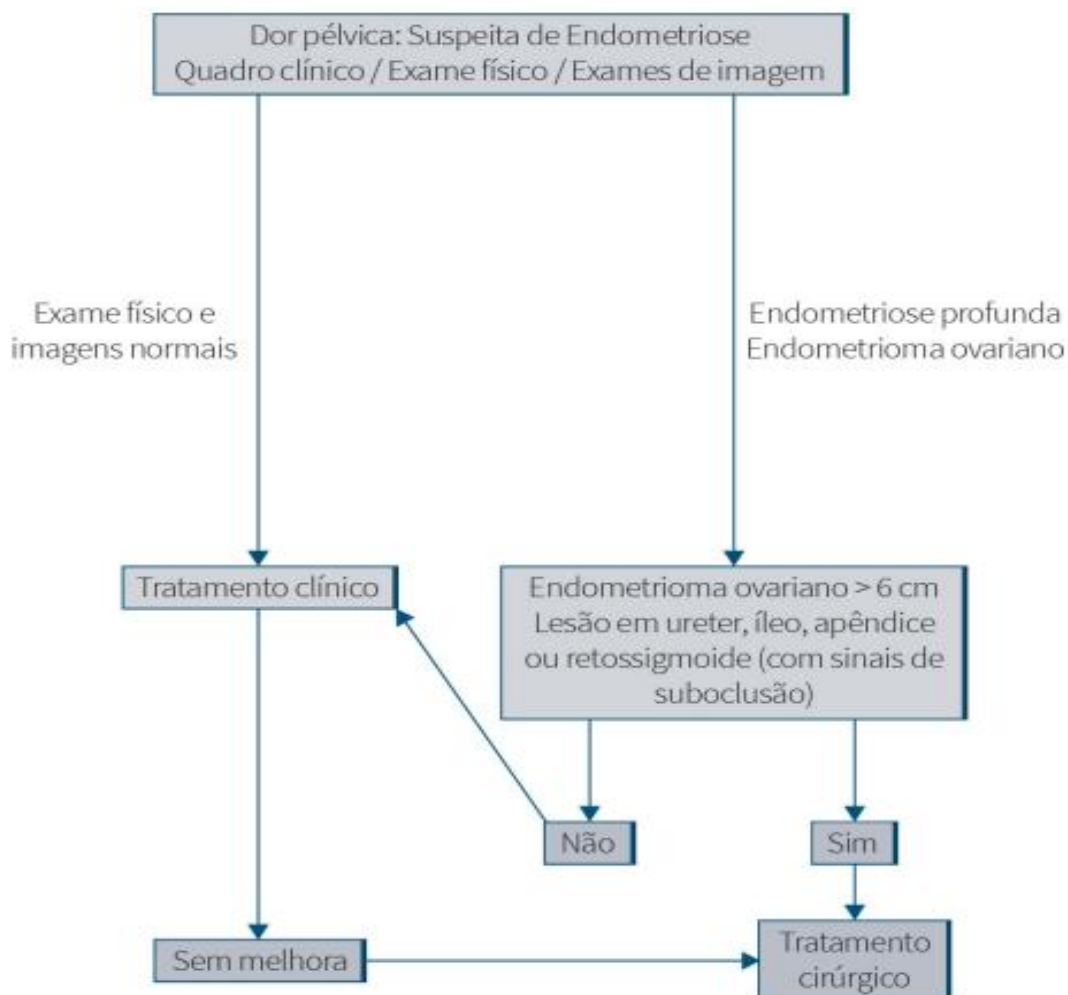 Dor pélvica: Suspeita de Endometriose
Quadro clínico / Exame físico / Exames de imagem
Exame físico e
imagens normais
Endometriose profunda
Endometrioma ovariano
Tratamento clínico
Endometrioma ovariano > 6 cm
Lesão em ureter, íleo, apêndice
ou retossigmoide (com sinais de
suboclusão)
Não
Sim
Sem melhora
Tratamento
cirúrgico